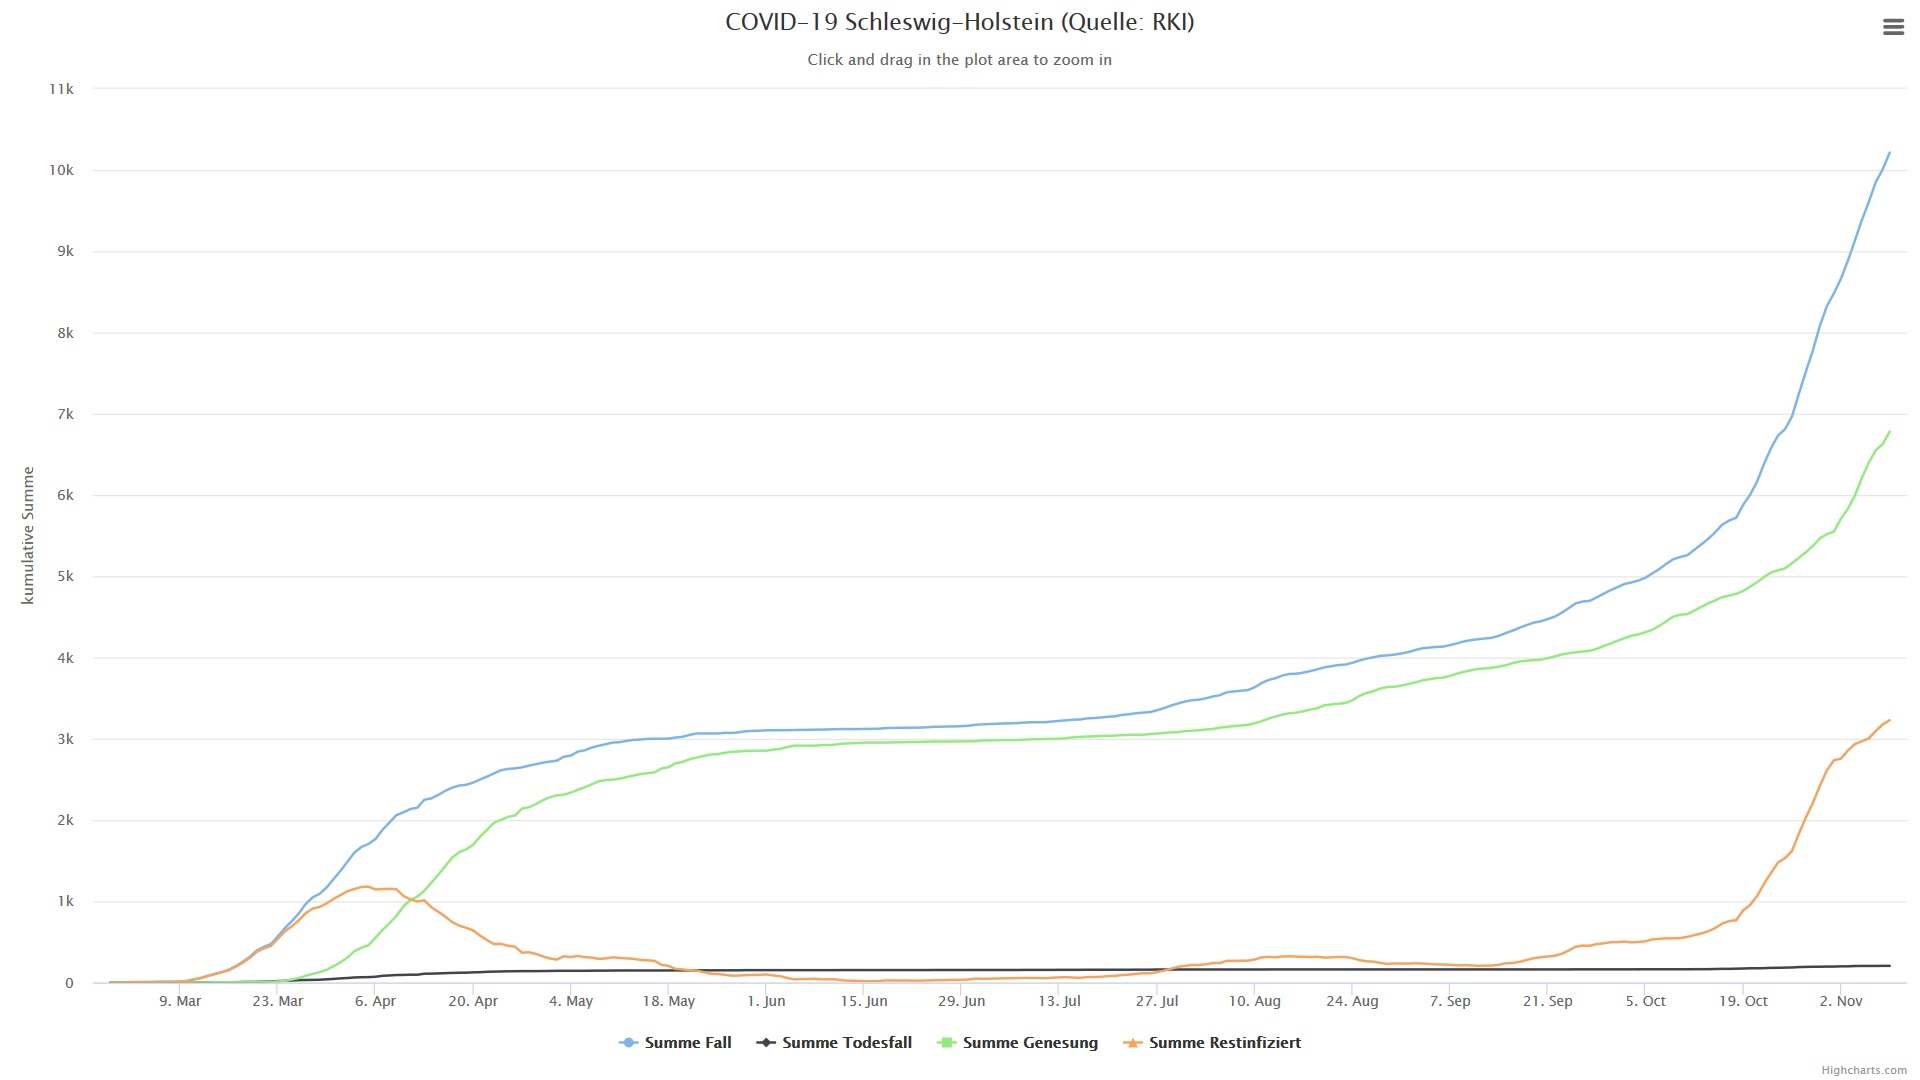 COVID-19 Schleswig-Holstein (Quelle: RKI)
Click and drag in the plot area to zoom in
kumulative Summe
11k
10k
9k
8k
7k
6k
5k
4k
3k
2k
1k
0
9. Mar 23. Mar 6. Apr 20. Apr 4. May 18. May 1. Jun 15. Jun 29. Jun 13. Jul 27. Jul 10. Aug 24. Aug 7. Sep 21. Sep 5. Oct 19. Oct 2. Nov
Summe Fall Summe Todesfall Summe Genesung Summe Restinfiziert
Highcharts.com